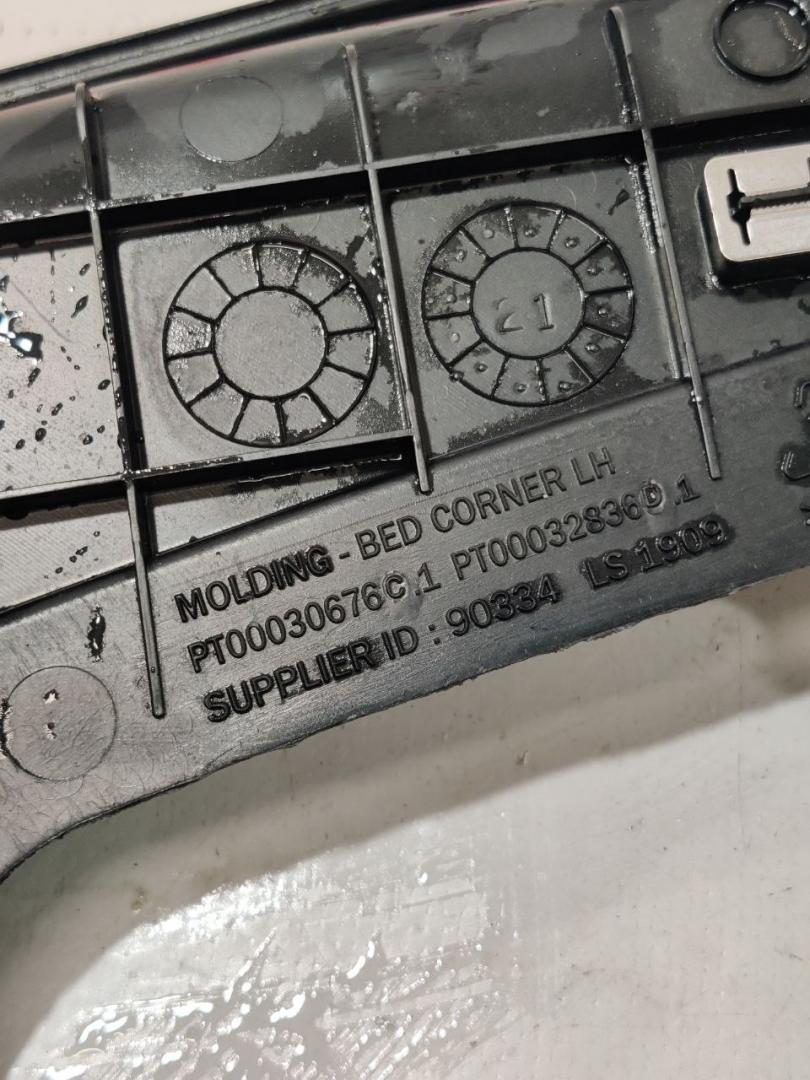 21
MOLDING - BED CORNER LH
PT00030676C.1 PT00032836D.1
SUPPLIER ID : 90334 LS 1909